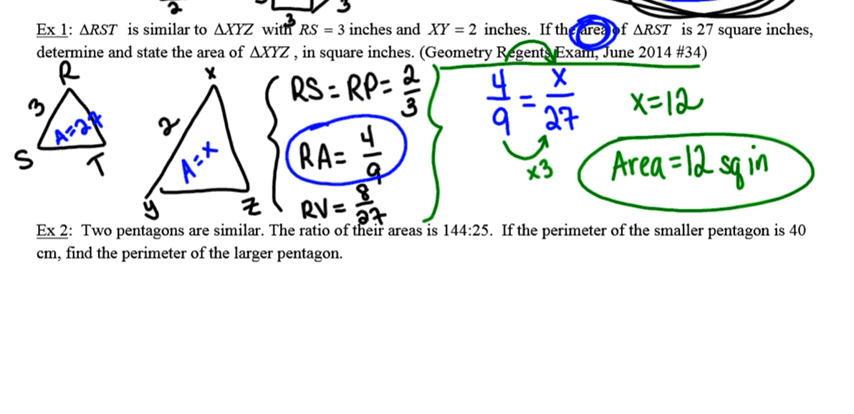 2 3 3
Ex 1: ΔRST is similar to ΔXYZ with RS = 3 inches and XY = 2 inches. If the area of ΔRST is 27 square inches,
determine and state the area of ΔXYZ , in square inches. (Geometry Regents Exam, June 2014 #34)
R
3
A=27
S
T
x
2
A=x
y
z
RS = RP = 2/3
RA = 4/9
RV = 8/27
4/9 = x/27
x3
x=12
Area=12 sq in
Ex 2: Two pentagons are similar. The ratio of their areas is 144:25. If the perimeter of the smaller pentagon is 40
cm, find the perimeter of the larger pentagon.